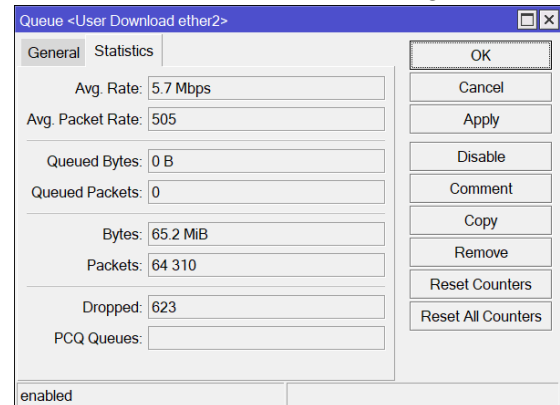 Queue <User Download ether2>
General Statistics
OK
Avg. Rate: 5.7 Mbps
Cancel
Avg. Packet Rate: 505
Apply
Queued Bytes: 0 B
Disable
Queued Packets: 0
Comment
Copy
Bytes: 65.2 MiB
Remove
Packets: 64 310
Reset Counters
Dropped: 623
Reset All Counters
PCQ Queues:
enabled